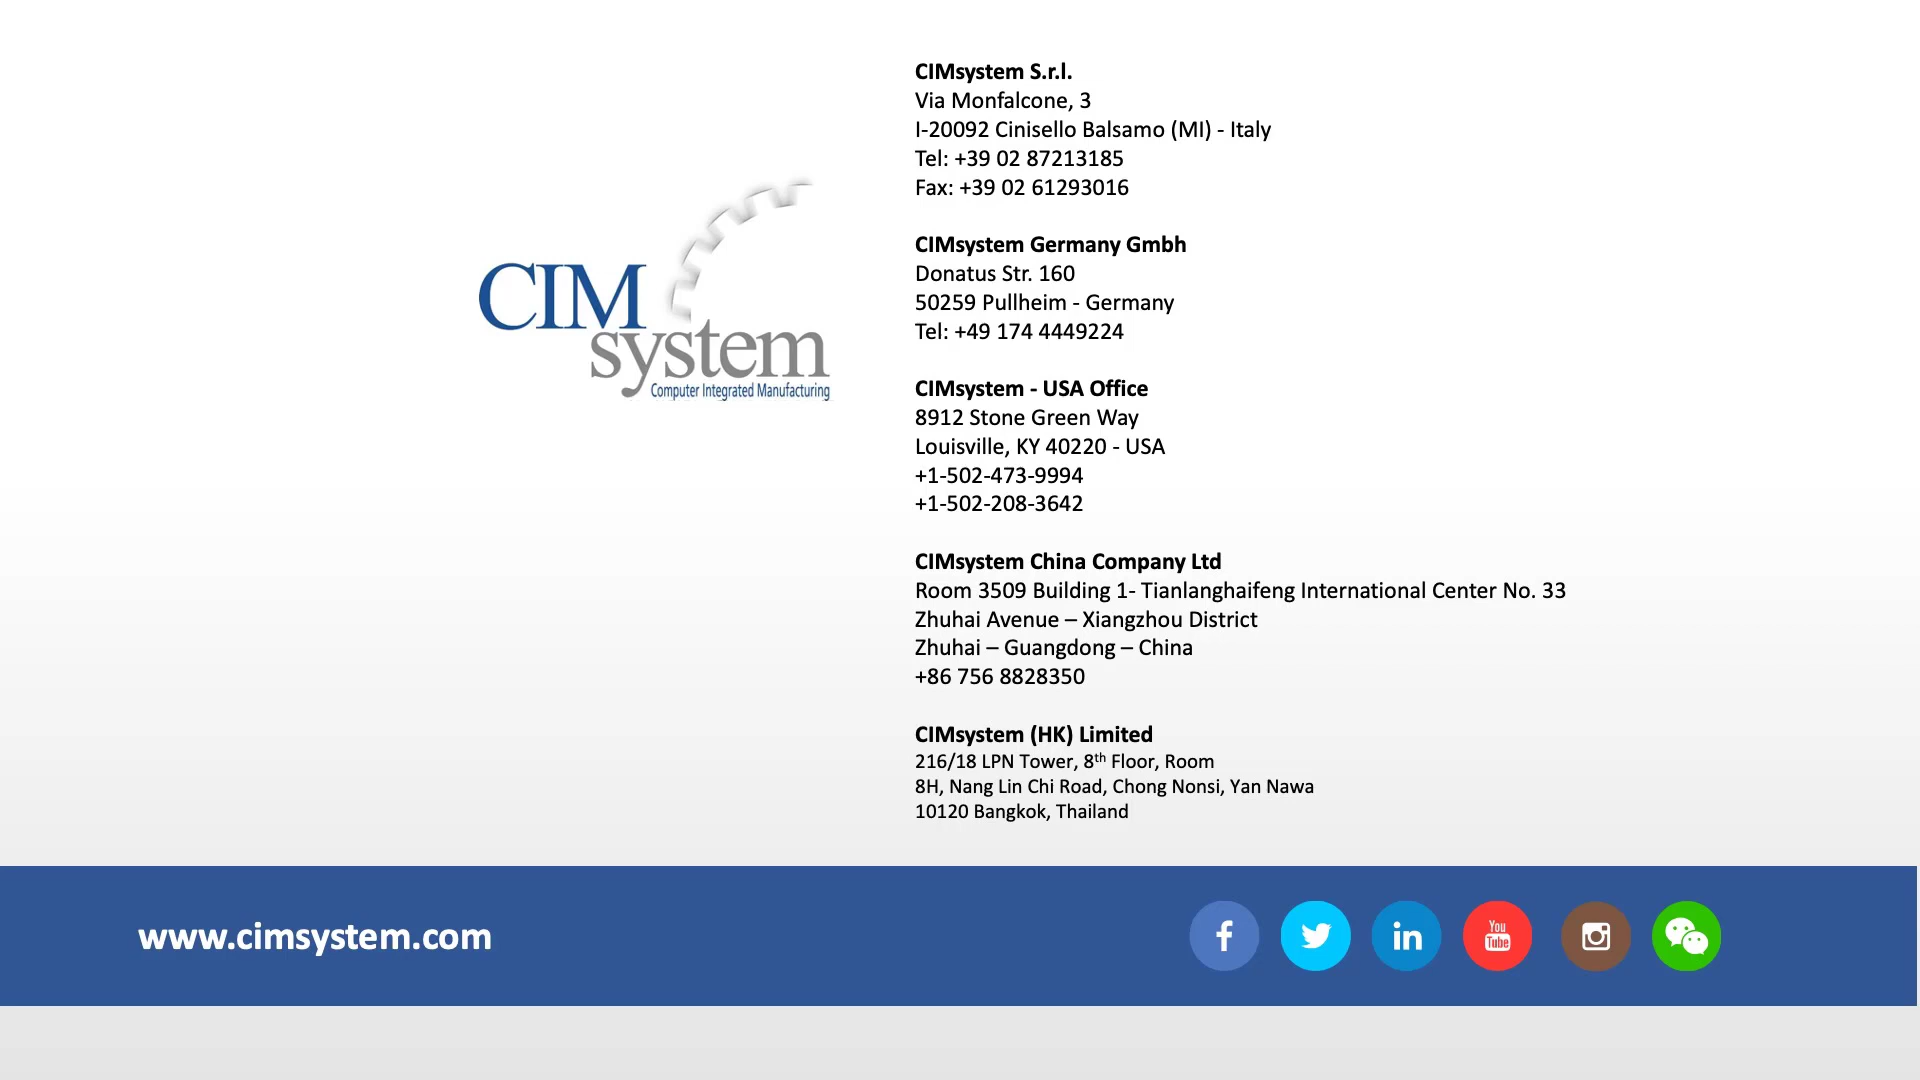 CIM
system
Computer Integrated Manufacturing
CIMsystem S.r.l.
Via Monfalcone, 3
I-20092 Cinisello Balsamo (MI) - Italy
Tel: +39 02 87213185
Fax: +39 02 61293016
CIMsystem Germany Gmbh
Donatus Str. 160
50259 Pullheim - Germany
Tel: +49 174 4449224
CIMsystem - USA Office
8912 Stone Green Way
Louisville, KY 40220 - USA
+1-502-473-9994
+1-502-208-3642
CIMsystem China Company Ltd
Room 3509 Building 1- Tianlanghaifeng International Center No. 33
Zhuhai Avenue – Xiangzhou District
Zhuhai – Guangdong – China
+86 756 8828350
CIMsystem (HK) Limited
216/18 LPN Tower, 8th Floor, Room
8H, Nang Lin Chi Road, Chong Nonsi, Yan Nawa
10120 Bangkok, Thailand
www.cimsystem.com
f
in
You
Tube